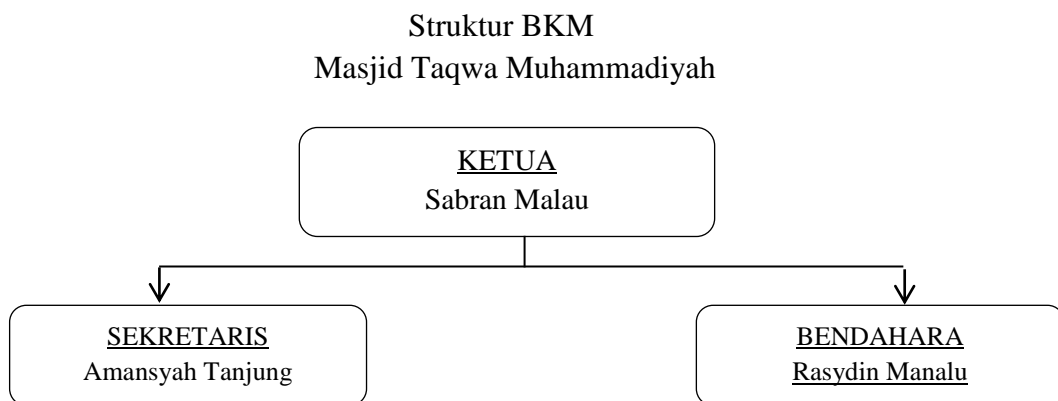 Struktur BKM
Masjid Taqwa Muhammadiyah
KETUA
Sabran Malau
SEKRETARIS
Amansyah Tanjung
BENDAHARA
Rasydin Manalu